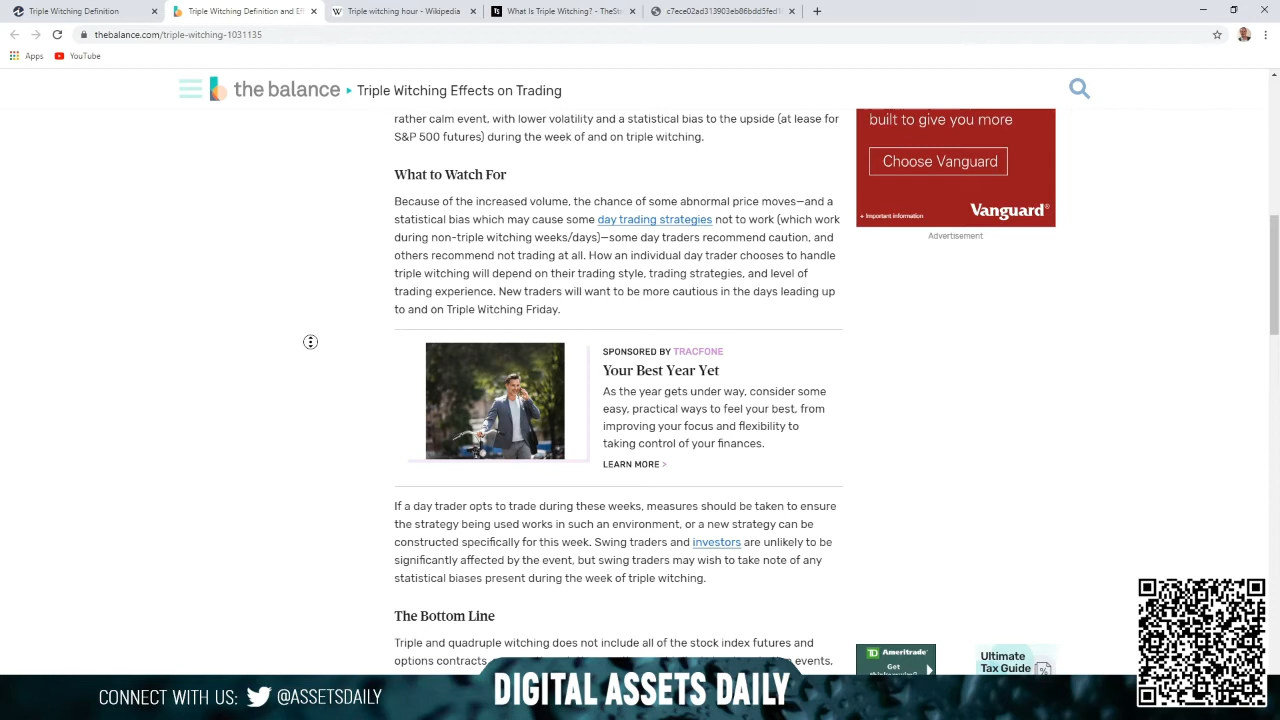 Triple Witching Definition
Triple Witching Definition and Ef
Triple witching hour - Wikipedia
TS
What Is Triple Witching? - TheStr
c7ece02ad313903eb86bdd5fed
thebalance.com/triple-witching-1031135
Apps
YouTube
the balance
Triple Witching Effects on Trading
rather calm event, with lower volatility and a statistical bias to the upside (at least for
S&P 500 futures) during the week of and on triple witching.
What to Watch For
Because of the increased volume, the chance of some abnormal price moves—and a
statistical bias which may cause some day trading strategies not to work (which work
during non-triple witching weeks/days)—some day traders recommend caution, and
others recommend not trading at all. How an individual day trader chooses to handle
triple witching will depend on their trading style, trading strategies, and level of
trading experience. New traders will want to be more cautious in the days leading up
to and on Triple Witching Friday.
SPONSORED BY TRACFONE
Your Best Year Yet
As the year gets under way, consider some
easy, practical ways to feel your best, from
improving your focus and flexibility to
taking control of your finances.
LEARN MORE >
If a day trader opts to trade during these weeks, measures should be taken to ensure
the strategy being used works in such an environment, or a new strategy can be
constructed specifically for this week. Swing traders and investors are unlikely to be
significantly affected by the event, but swing traders may wish to take note of any
statistical biases present during the week of triple witching.
The Bottom Line
Triple and quadruple witching does not include all of the stock index futures and
options contracts
events,
built to give you more
Choose Vanguard
+ Important information
Vanguard®
Advertisement
TD Ameritrade
Get
Ultimate
Tax Guide
CONNECT WITH US:
@ASSETSDAILY
DIGITAL ASSETS DAILY